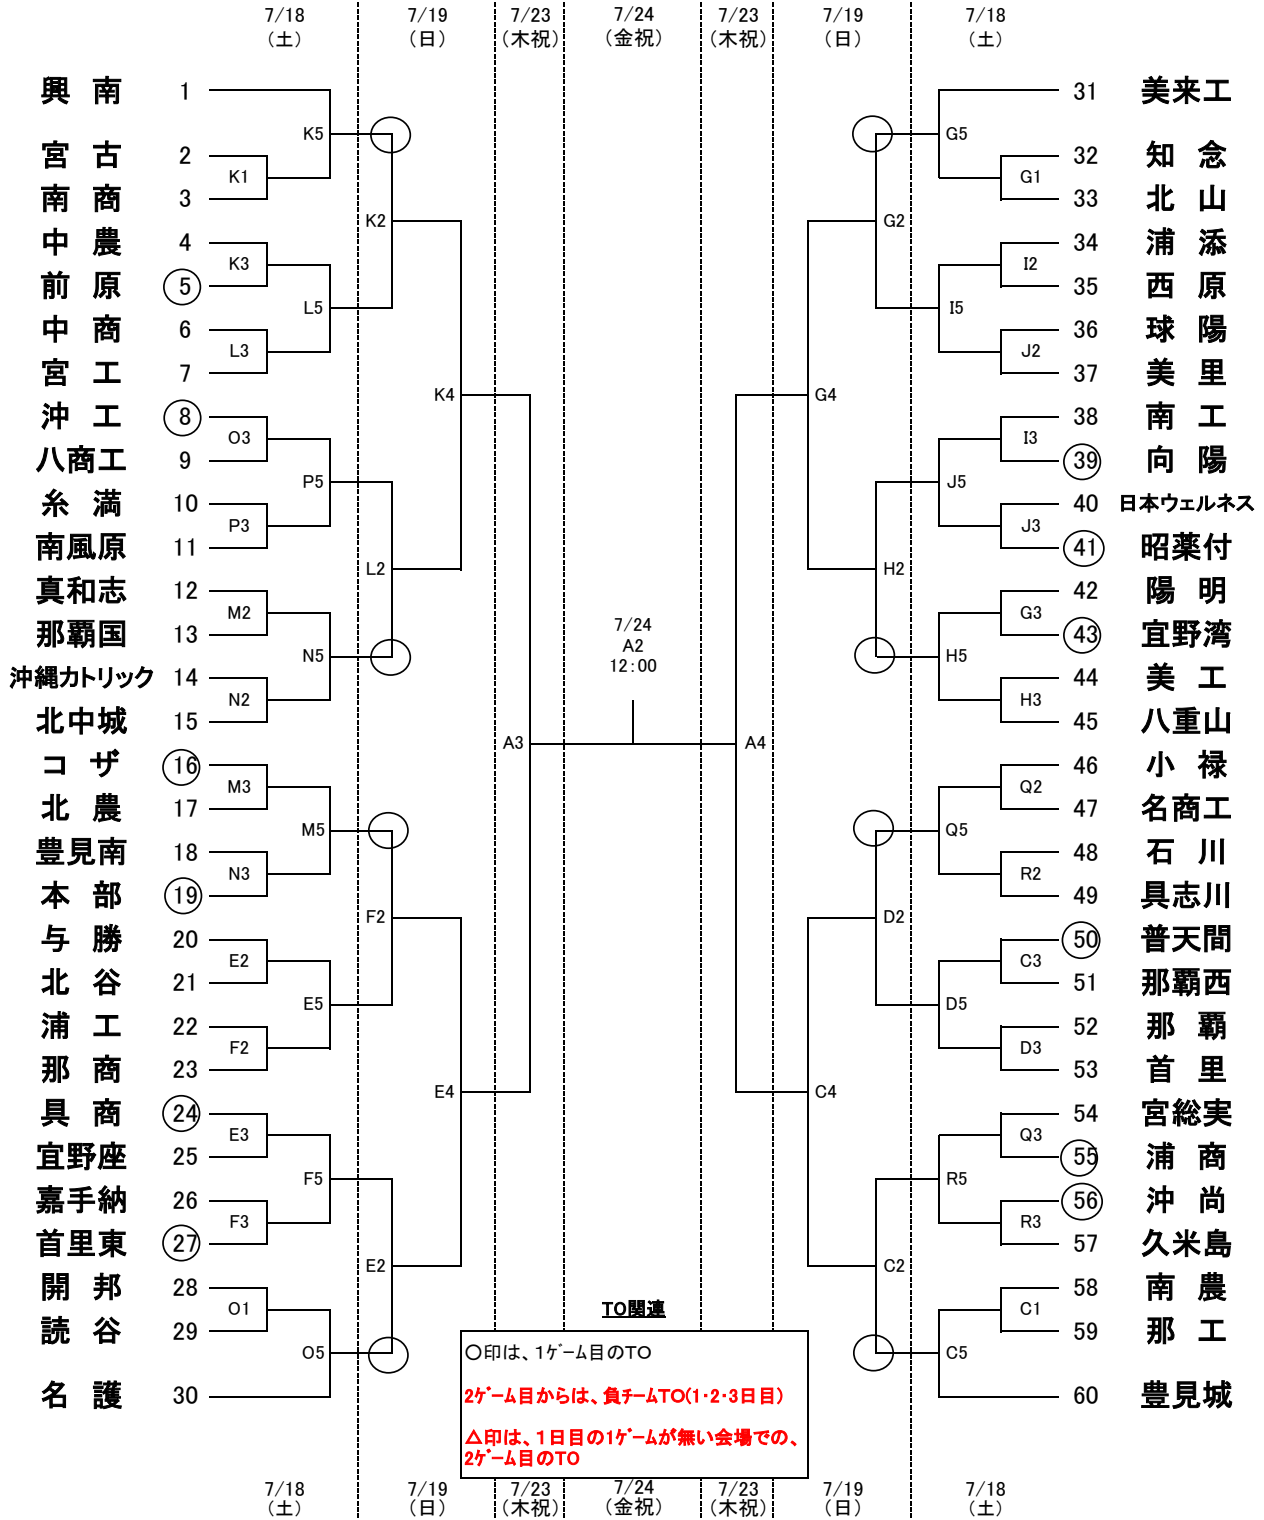 7/18 7/19 7/23 7/24 7/23 7/19 7/18
(土) (日) (木祝) (金祝) (木祝) (日) (土)
興 南 1 31 美来工
K5 G5
宮 古 2 32 知 念
K1 G1
南 商 3 33 北 山
K2 G2
中 農 4 34 浦 添
K3 I2
前 原 5 35 西 原
L5 I5
中 商 6 36 球 陽
L3 J2
宮 工 7 37 美 里
K4 G4
沖 工 8 38 南 工
O3 I3
八商工 9 39 向 陽
P5 J5
糸 満 10 40 日本ウェルネス
P3 J3
南風原 11 41 昭薬付
L2 H2
真和志 12 42 陽 明
M2 G3
那覇国 13 43 宜野湾
7/24
A2
12:00
N5 H5
沖縄カトリック 14 44 美 工
N2 H3
北中城 15 45 八重山
A3 A4
コ ザ 16 46 小 禄
M3 Q2
北 農 17 47 名商工
M5 Q5
豊見南 18 48 石 川
N3 R2
本 部 19 49 具志川
F2 D2
与 勝 20 50 普天間
E2 C3
北 谷 21 51 那覇西
E5 D5
浦 工 22 52 那 覇
F2 D3
那 商 23 53 首 里
E4 C4
具 商 24 54 宮総実
E3 Q3
宜野座 25 55 浦 商
F5 R5
嘉手納 26 56 沖 尚
F3 R3
首里東 27 57 久米島
E2 C2
開 邦 28 58 南 農
O1 C1
読 谷 29 59 那 工
O5 C5
名 護 30 60 豊見城
TO関連
○印は、1ゲーム目のTO
2ゲーム目からは、負チームTO(1・2・3日目)
△印は、1日目の1ゲームが無い会場での、
2ゲーム目のTO
7/18 7/19 7/23 7/24 7/23 7/19 7/18
(土) (日) (木祝) (金祝) (木祝) (日) (土)